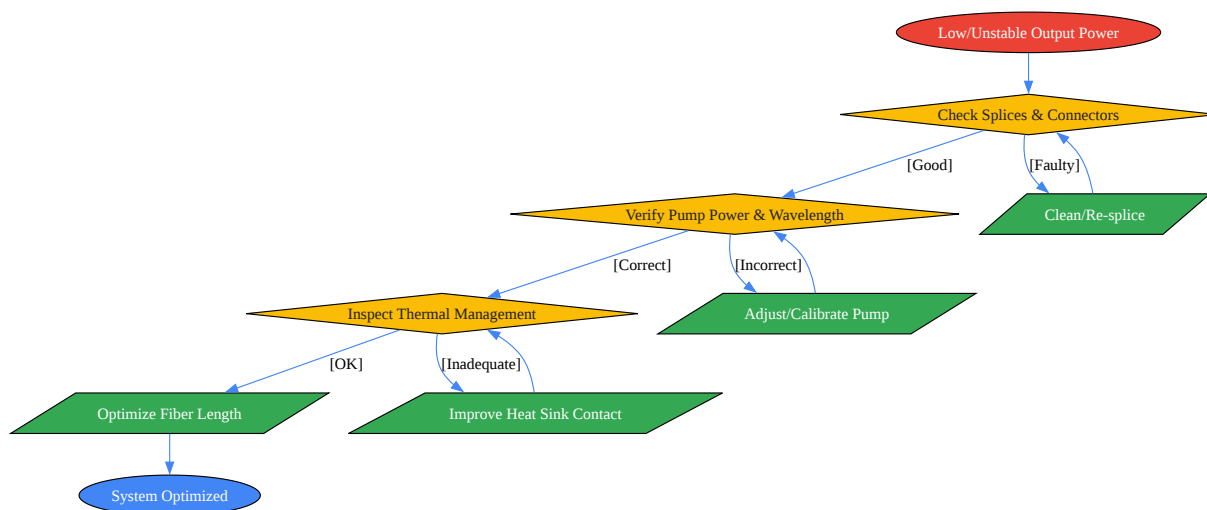 Low/Unstable Output Power
Check Splices & Connectors
[Good]
[Faulty]
Verify Pump Power & Wavelength
Clean/Re-splice
[Correct]
[Incorrect]
Inspect Thermal Management
Adjust/Calibrate Pump
[OK]
[Inadequate]
Optimize Fiber Length
Improve Heat Sink Contact
System Optimized